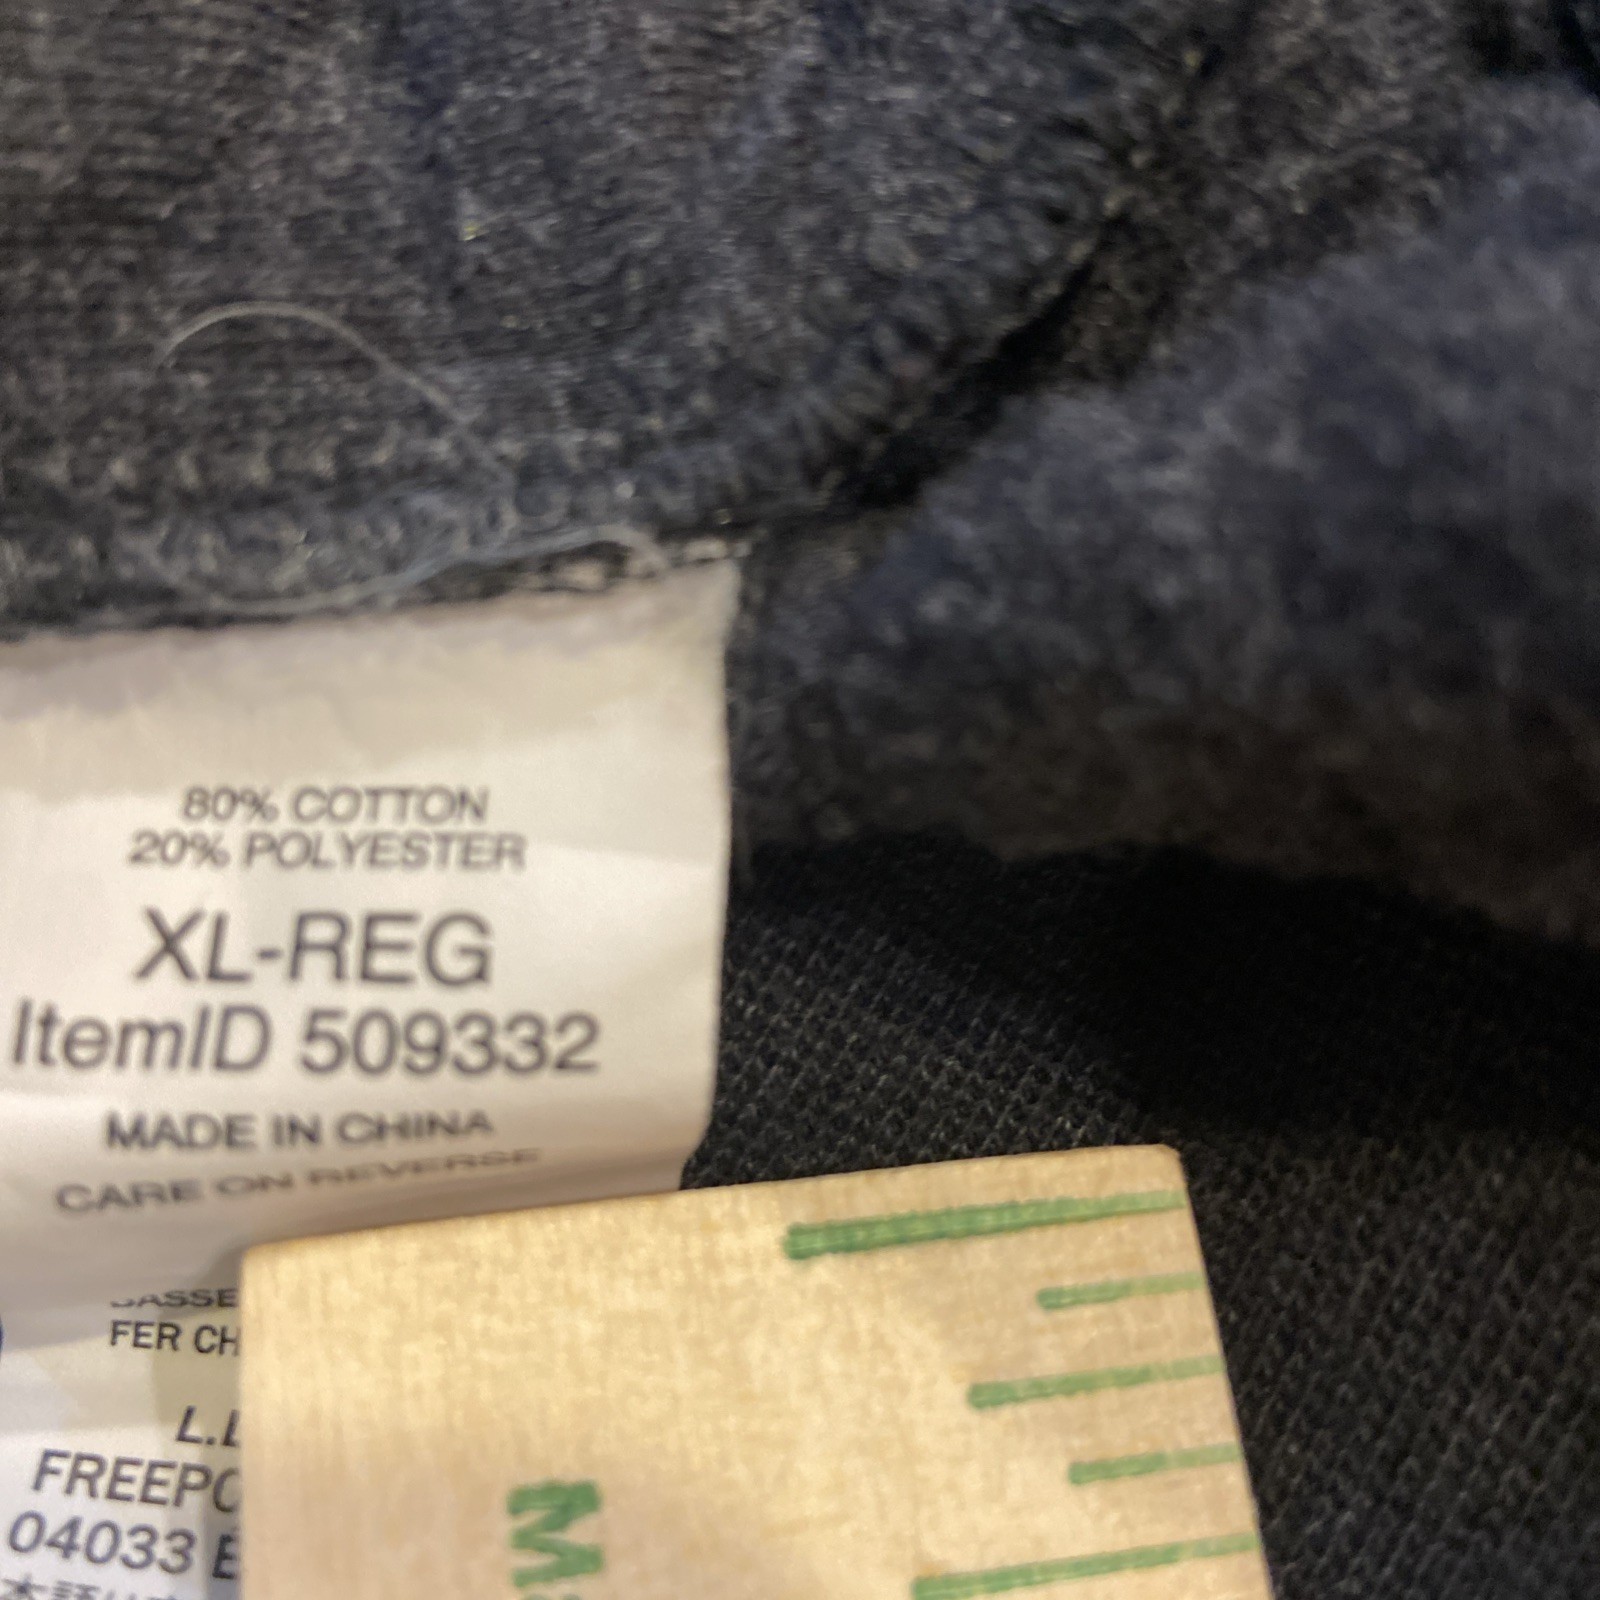 80% COTTON
20% POLYESTER
XL-REG
ItemID 509332
MADE IN CHINA
CARE ON REVERSE
FER CH
L.L
FREEPO
04033 E